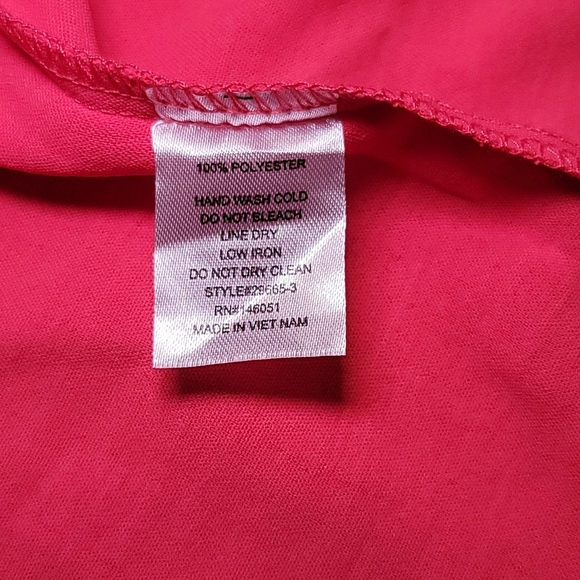 100% POLYESTER
HAND WASH COLD
DO NOT BLEACH
LINE DRY
LOW IRON
DO NOT DRY CLEAN
STYLE#29665-3
RN#146051
MADE IN VIET NAM